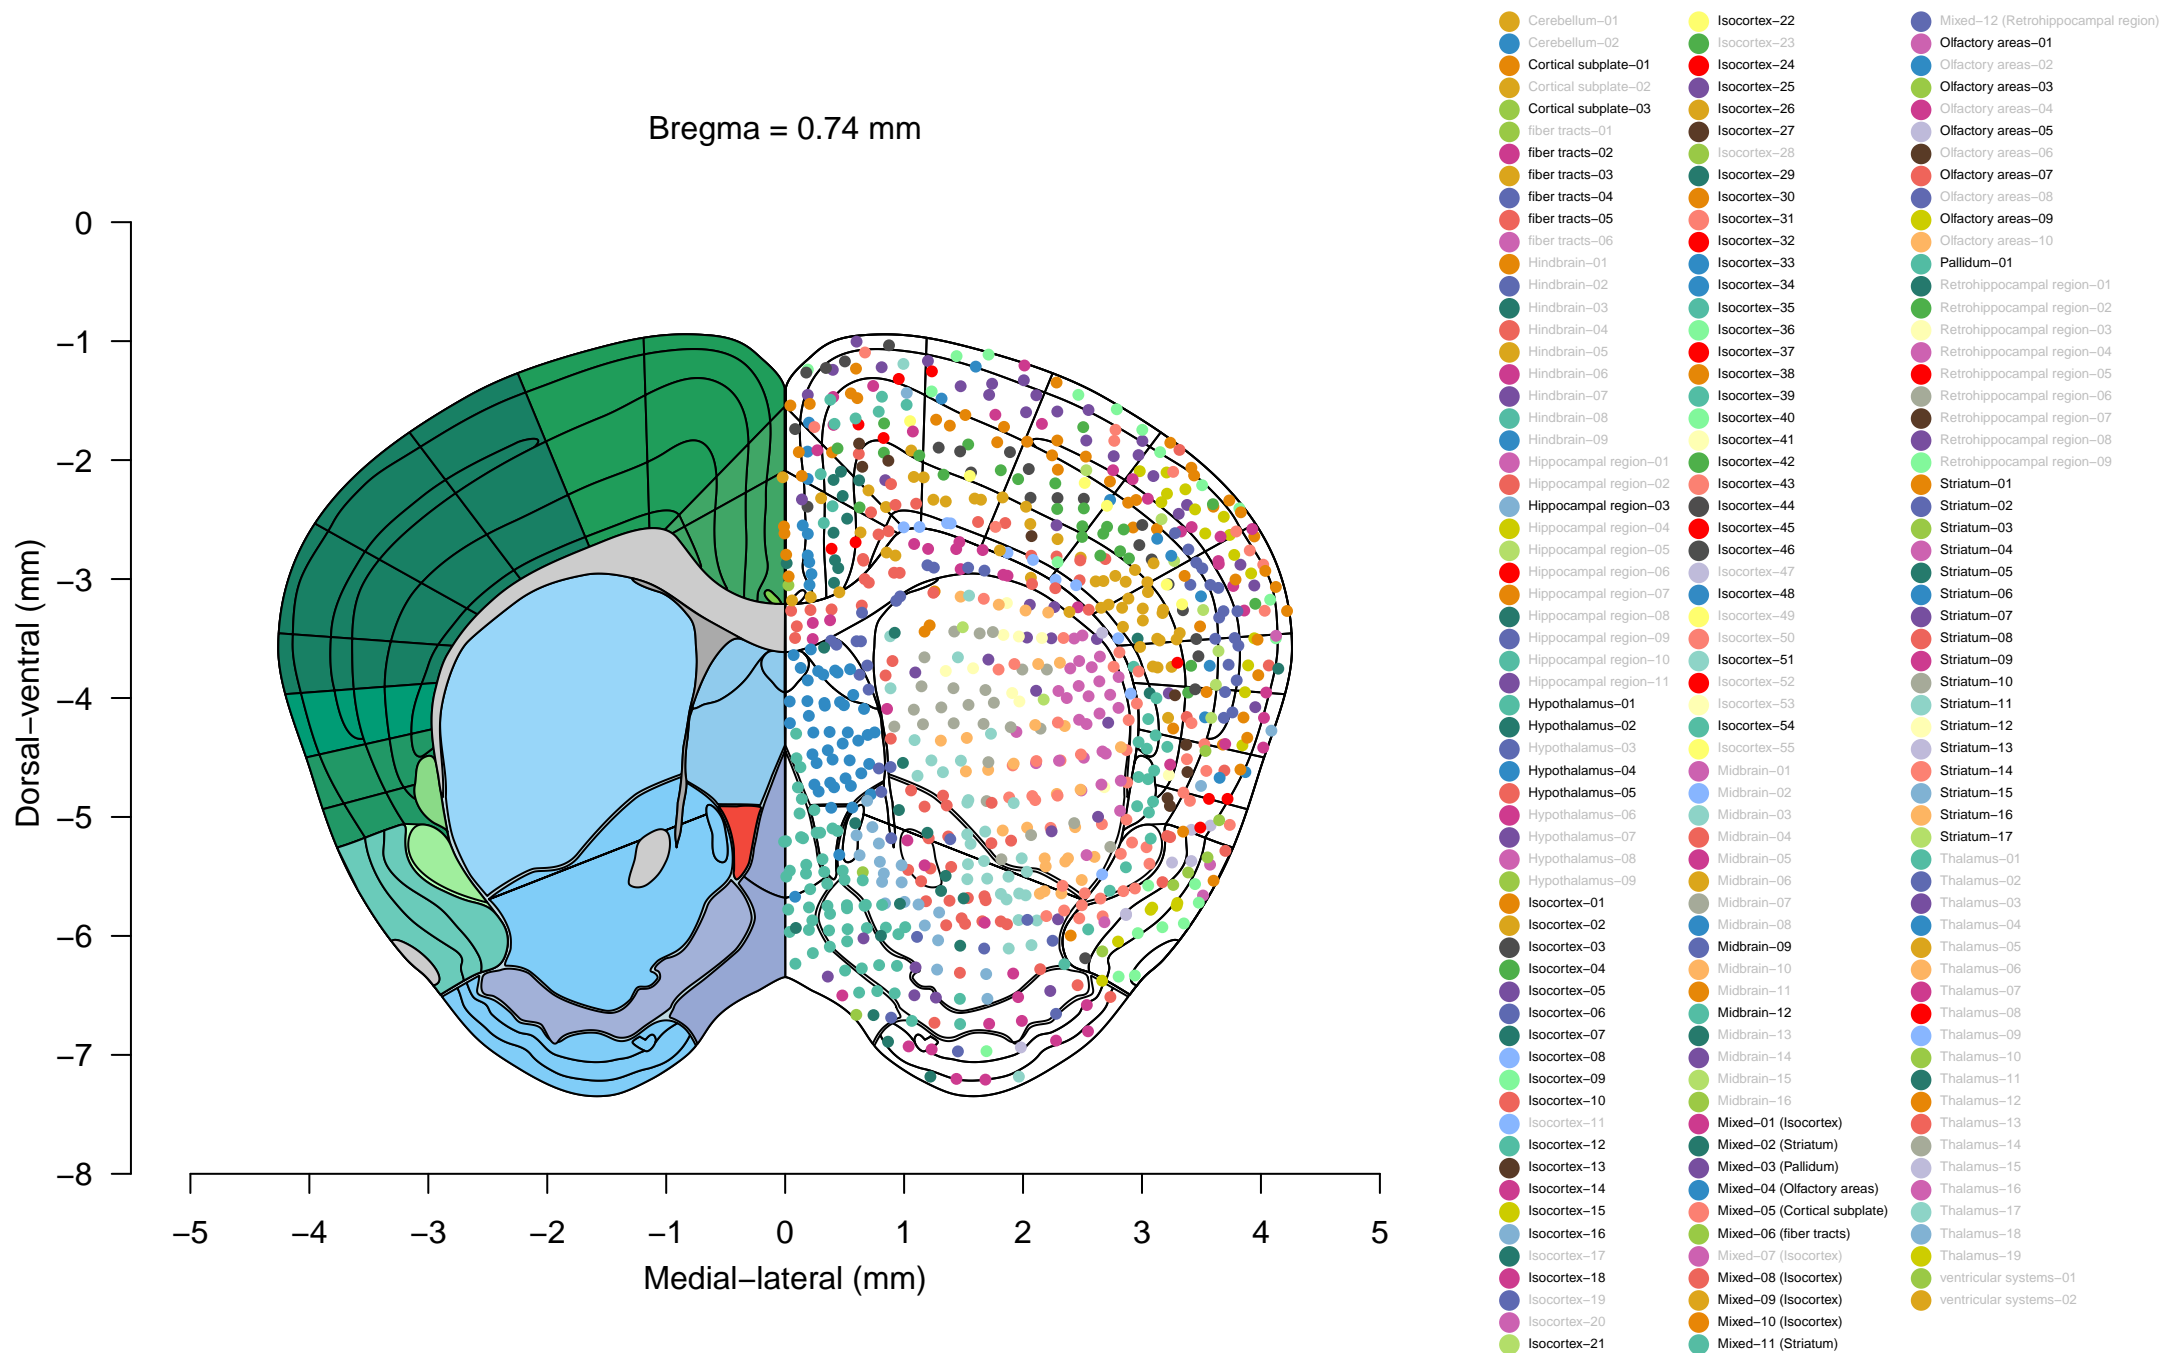 Bregma = 0.74 mm
0
−1
−2
−3
−4
−5
−6
−7
−8
Dorsal−ventral (mm)
−5
−4
−3
−2
−1
0
1
2
3
4
5
Medial−lateral (mm)
Cerebellum−01
Cerebellum−02
Cortical subplate−01
Cortical subplate−02
Cortical subplate−03
fiber tracts−01
fiber tracts−02
fiber tracts−03
fiber tracts−04
fiber tracts−05
fiber tracts−06
Hindbrain−01
Hindbrain−02
Hindbrain−03
Hindbrain−04
Hindbrain−05
Hindbrain−06
Hindbrain−07
Hindbrain−08
Hindbrain−09
Hippocampal region−01
Hippocampal region−02
Hippocampal region−03
Hippocampal region−04
Hippocampal region−05
Hippocampal region−06
Hippocampal region−07
Hippocampal region−08
Hippocampal region−09
Hippocampal region−10
Hippocampal region−11
Hypothalamus−01
Hypothalamus−02
Hypothalamus−03
Hypothalamus−04
Hypothalamus−05
Hypothalamus−06
Hypothalamus−07
Hypothalamus−08
Hypothalamus−09
Isocortex−01
Isocortex−02
Isocortex−03
Isocortex−04
Isocortex−05
Isocortex−06
Isocortex−07
Isocortex−08
Isocortex−09
Isocortex−10
Isocortex−11
Isocortex−12
Isocortex−13
Isocortex−14
Isocortex−15
Isocortex−16
Isocortex−17
Isocortex−18
Isocortex−19
Isocortex−20
Isocortex−21
Isocortex−22
Isocortex−23
Isocortex−24
Isocortex−25
Isocortex−26
Isocortex−27
Isocortex−28
Isocortex−29
Isocortex−30
Isocortex−31
Isocortex−32
Isocortex−33
Isocortex−34
Isocortex−35
Isocortex−36
Isocortex−37
Isocortex−38
Isocortex−39
Isocortex−40
Isocortex−41
Isocortex−42
Isocortex−43
Isocortex−44
Isocortex−45
Isocortex−46
Isocortex−47
Isocortex−48
Isocortex−49
Isocortex−50
Isocortex−51
Isocortex−52
Isocortex−53
Isocortex−54
Isocortex−55
Midbrain−01
Midbrain−02
Midbrain−03
Midbrain−04
Midbrain−05
Midbrain−06
Midbrain−07
Midbrain−08
Midbrain−09
Midbrain−10
Midbrain−11
Midbrain−12
Midbrain−13
Midbrain−14
Midbrain−15
Midbrain−16
Mixed−01 (Isocortex)
Mixed−02 (Striatum)
Mixed−03 (Pallidum)
Mixed−04 (Olfactory areas)
Mixed−05 (Cortical subplate)
Mixed−06 (fiber tracts)
Mixed−07 (Isocortex)
Mixed−08 (Isocortex)
Mixed−09 (Isocortex)
Mixed−10 (Isocortex)
Mixed−11 (Striatum)
Mixed−12 (Retrohippocampal region)
Olfactory areas−01
Olfactory areas−02
Olfactory areas−03
Olfactory areas−04
Olfactory areas−05
Olfactory areas−06
Olfactory areas−07
Olfactory areas−08
Olfactory areas−09
Olfactory areas−10
Pallidum−01
Retrohippocampal region−01
Retrohippocampal region−02
Retrohippocampal region−03
Retrohippocampal region−04
Retrohippocampal region−05
Retrohippocampal region−06
Retrohippocampal region−07
Retrohippocampal region−08
Retrohippocampal region−09
Striatum−01
Striatum−02
Striatum−03
Striatum−04
Striatum−05
Striatum−06
Striatum−07
Striatum−08
Striatum−09
Striatum−10
Striatum−11
Striatum−12
Striatum−13
Striatum−14
Striatum−15
Striatum−16
Striatum−17
Thalamus−01
Thalamus−02
Thalamus−03
Thalamus−04
Thalamus−05
Thalamus−06
Thalamus−07
Thalamus−08
Thalamus−09
Thalamus−10
Thalamus−11
Thalamus−12
Thalamus−13
Thalamus−14
Thalamus−15
Thalamus−16
Thalamus−17
Thalamus−18
Thalamus−19
ventricular systems−01
ventricular systems−02